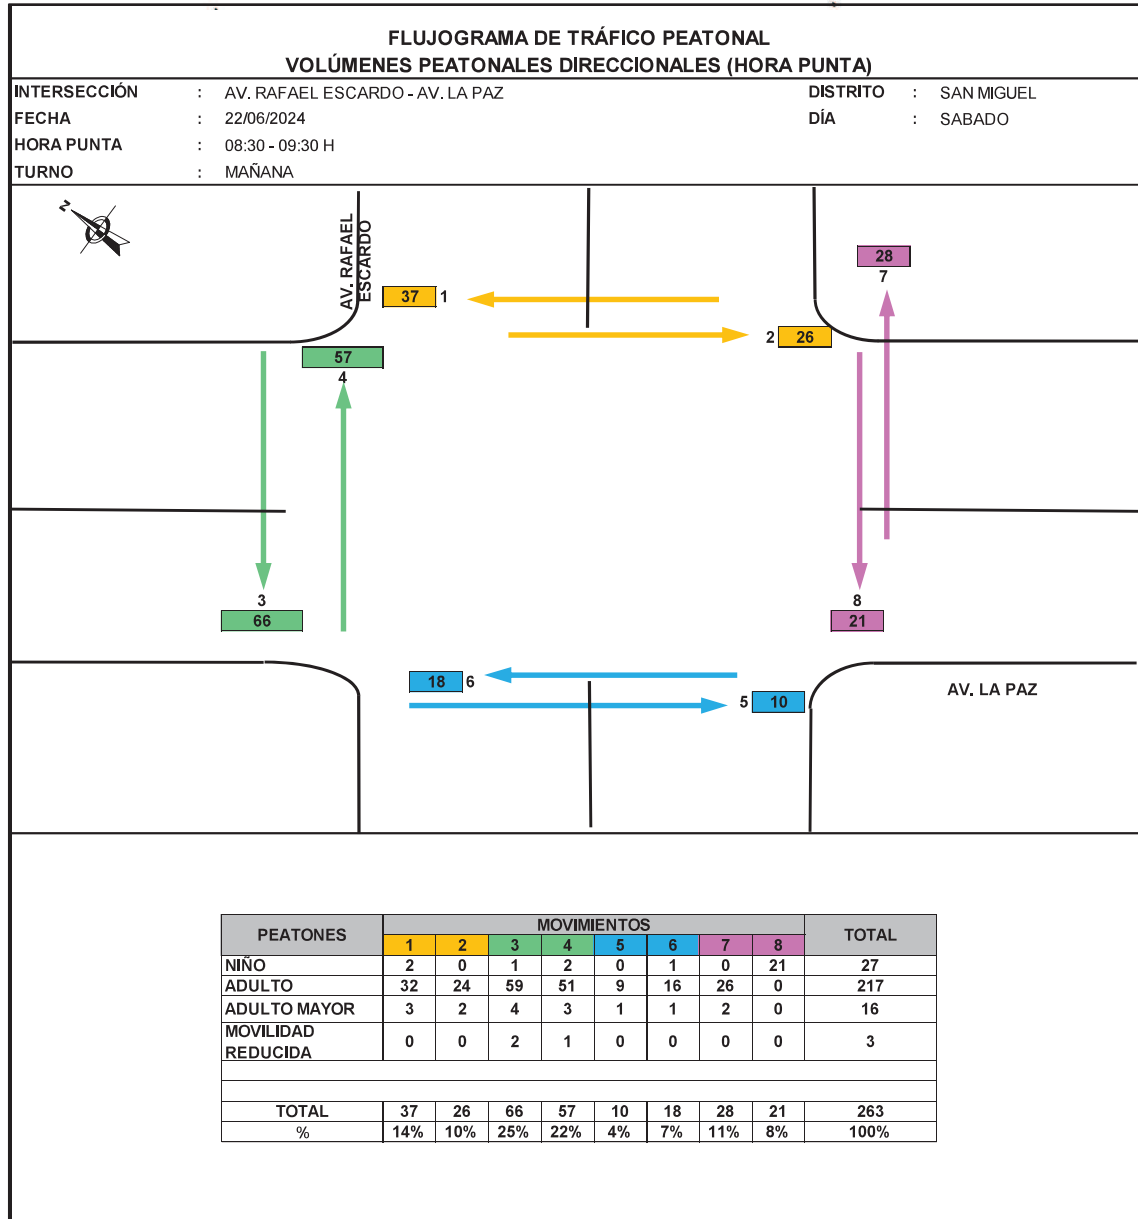 FLUJOGRAMA DE TRÁFICO PEATONAL
VOLÚMENES PEATONALES DIRECCIONALES (HORA PUNTA)
INTERSECCIÓN : AV. RAFAEL ESCARDO - AV. LA PAZ DISTRITO : SAN MIGUEL
FECHA : 22/06/2024 DÍA : SABADO
HORA PUNTA : 08:30 - 09:30 H
TURNO : MAÑANA
N
AV. RAFAEL
ESCARDO
28
7
37 1
2 26
57
4
3
66
8
21
18 6
5 10
AV. LA PAZ
PEATONES MOVIMIENTOS TOTAL
1 2 3 4 5 6 7 8
NIÑO 2 0 1 2 0 1 0 21 27
ADULTO 32 24 59 51 9 16 26 0 217
ADULTO MAYOR 3 2 4 3 1 1 2 0 16
MOVILIDAD
REDUCIDA 0 0 2 1 0 0 0 0 3
TOTAL 37 26 66 57 10 18 28 21 263
% 14% 10% 25% 22% 4% 7% 11% 8% 100%